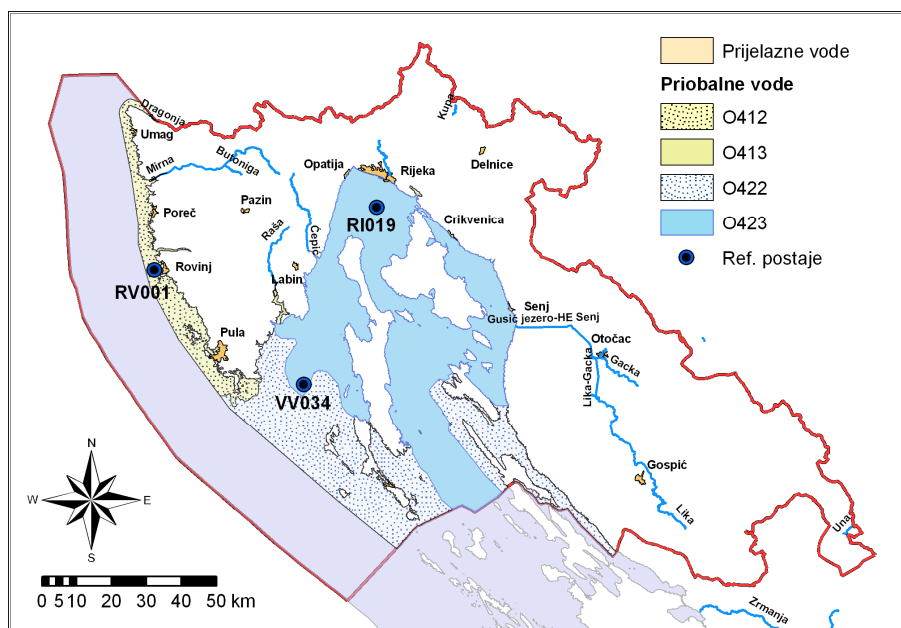 Prijelazne vode
Priobalne vode
O412
O413
O422
O423
Ref. postaje
Kupa
Dragonja
Umag
Mirna
Butoniga
Opatija
Rijeka
Delnice
Poreč
Pazin
Raša
Čepić
RI019
Crikvenica
Rovinj
RV001
Labin
Senj
Gusić jezero-HE Senj
Otočac
Gacka
Lika-Gacka
Pula
VV034
Gospić
Lika
Una
Zrmanja
N
W
E
S
0 5 10 20 30 40 50 km